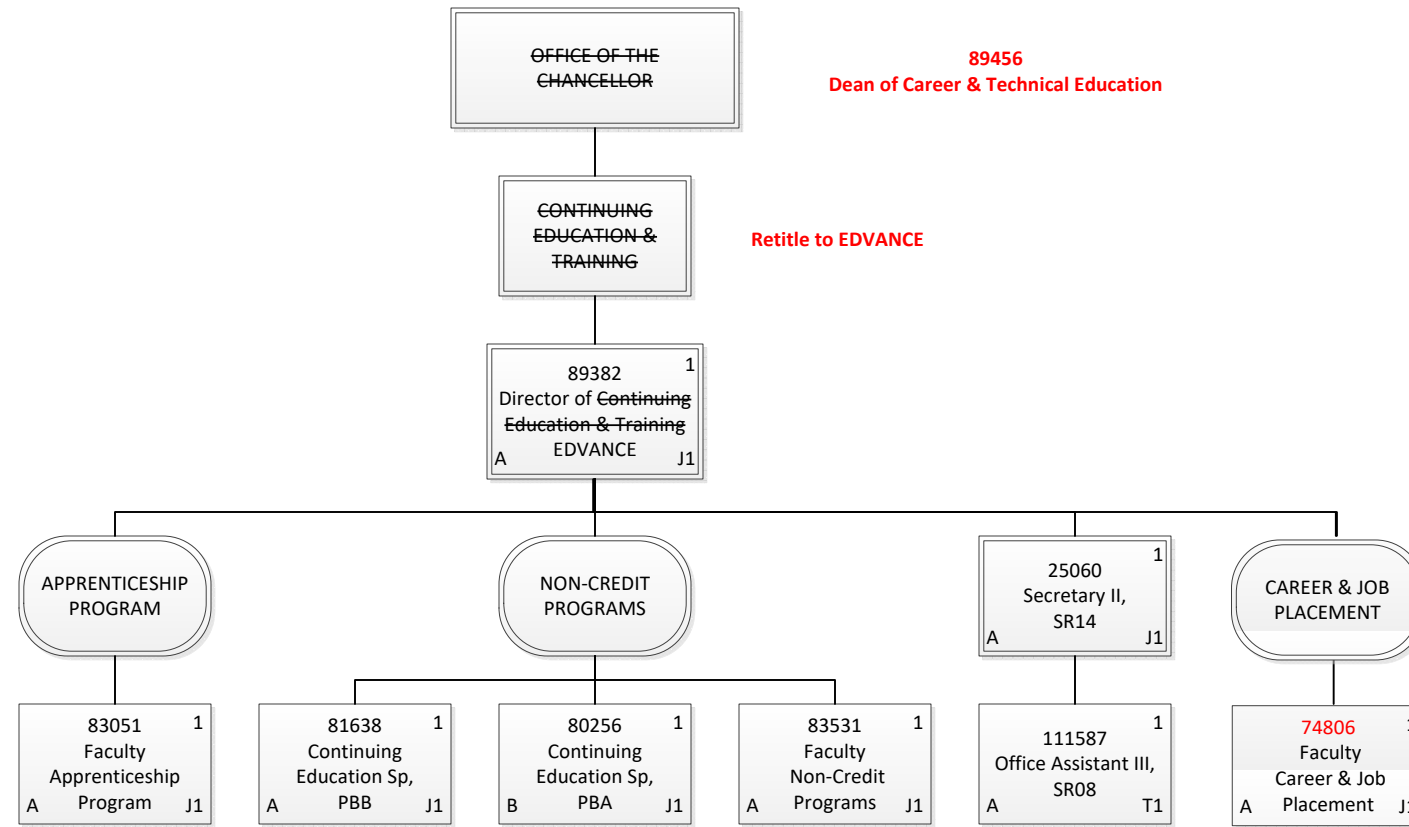 OFFICE OF THE
CHANCELLOR
89456
Dean of Career & Technical Education
CONTINUING
EDUCATION &
TRAINING
Retitle to EDVANCE
89382
1
Director of Continuing
Education & Training
EDVANCE
A
J1
APPRENTICESHIP
PROGRAM
NON-CREDIT
PROGRAMS
25060
1
Secretary II,
SR14
A
J1
CAREER & JOB
PLACEMENT
83051
1
Faculty
Apprenticeship
Program
A
J1
81638
1
Continuing
Education Sp,
PBB
A
J1
80256
1
Continuing
Education Sp,
PBA
B
J1
83531
1
Faculty
Non-Credit
Programs
A
J1
111587
1
Office Assistant III,
SR08
A
T1
74806
1
Faculty
Career & Job
Placement
A
J1